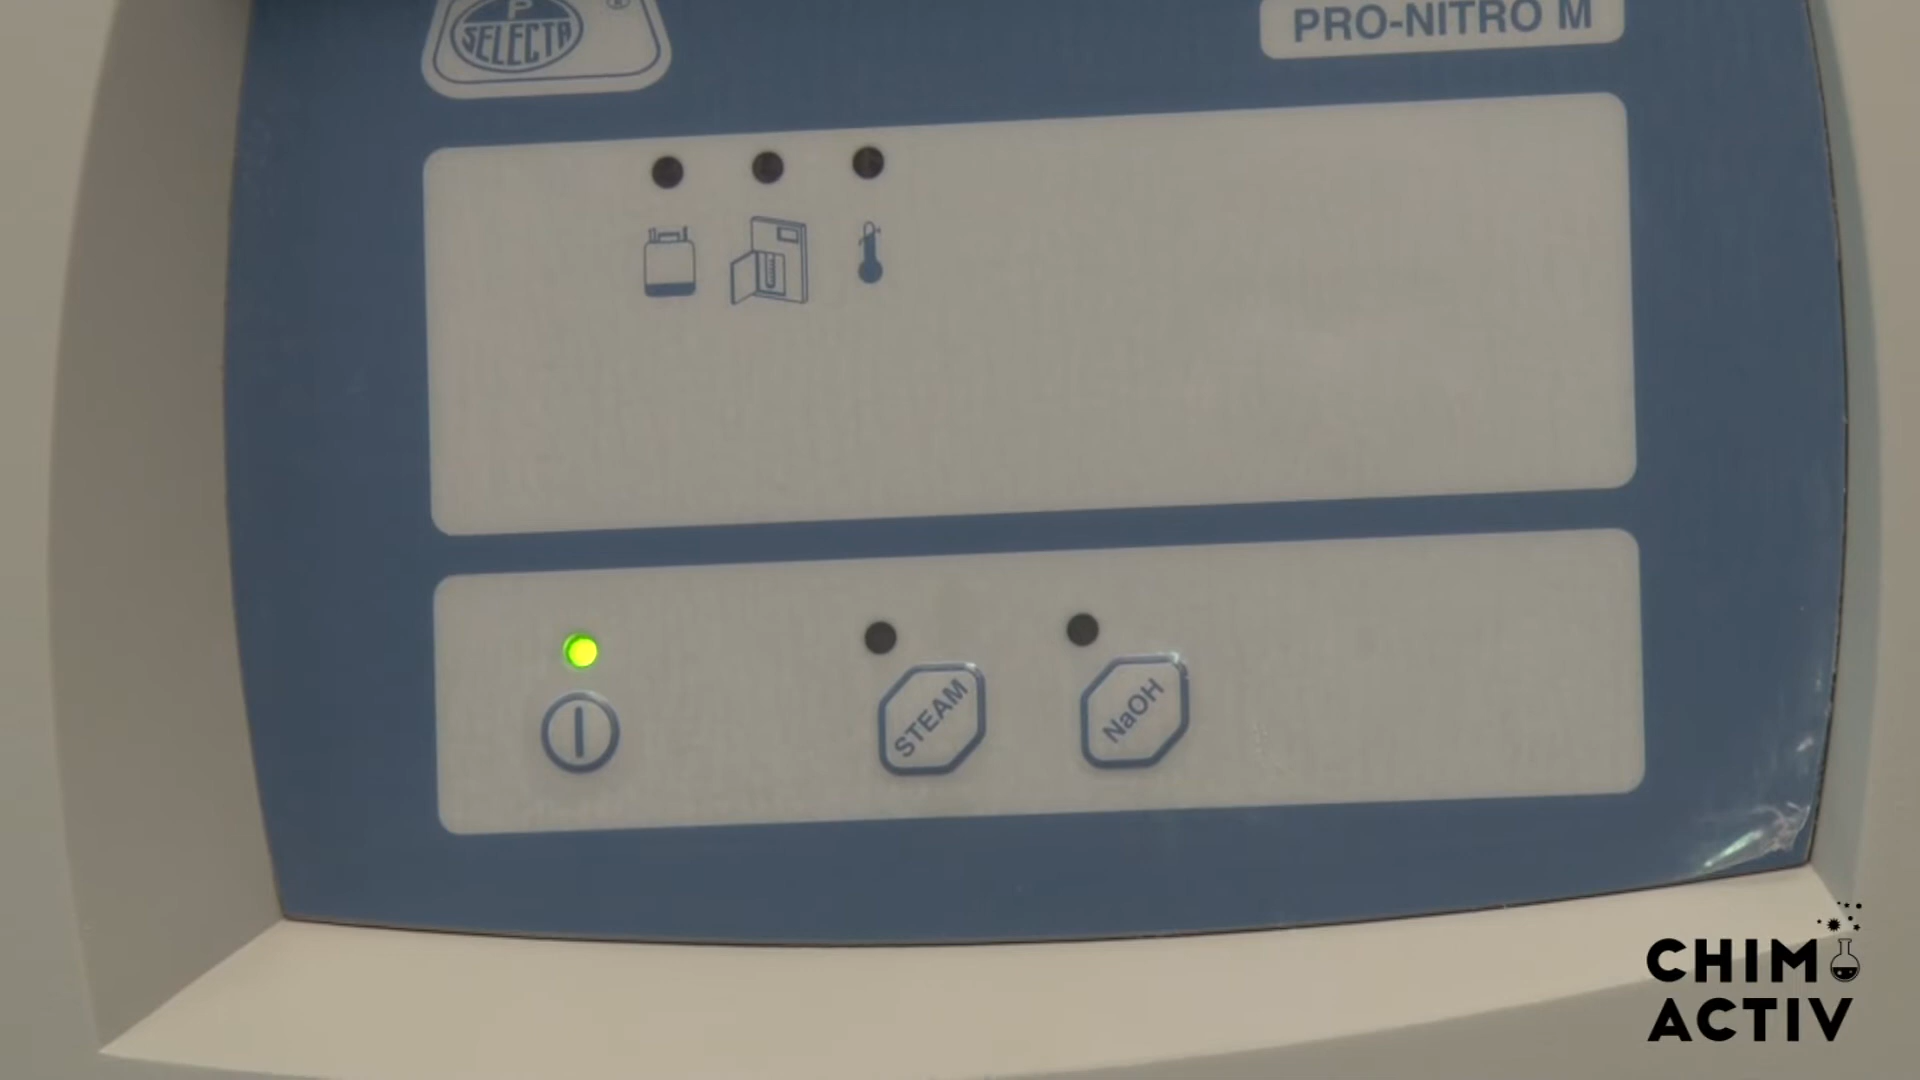 P
SELECTA
®
PRO-NITRO M
STEAM
NaOH
CHIM
ACTIV